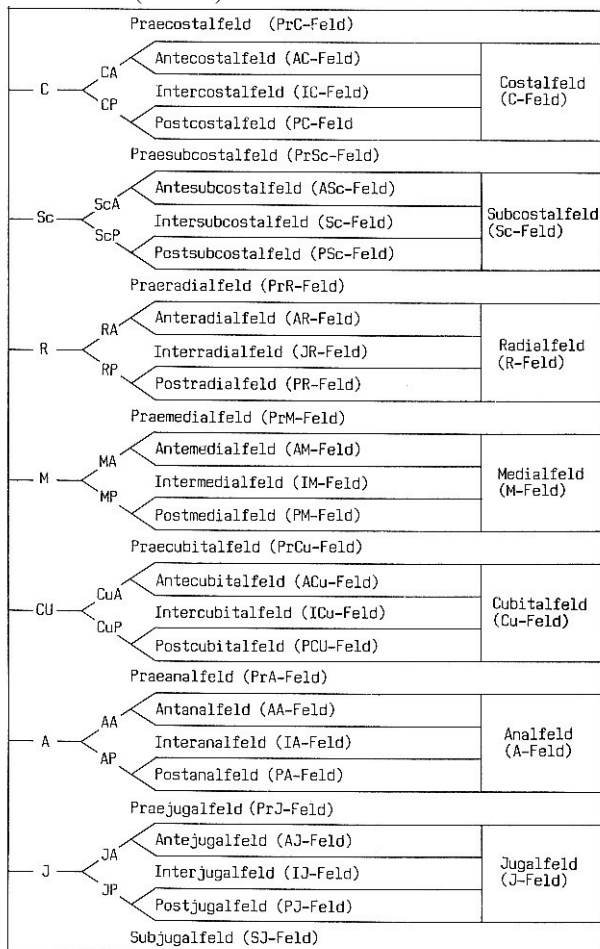 Praecostalfeld (PrC-Feld)
Antecostalfeld (AC-Feld)
CA
C
Intercostalfeld (IC-Feld)
Costalfeld
(C-Feld)
CP
Postcostalfeld (PC-Feld
Praesubcostalfeld (PrSc-Feld)
Antesubcostalfeld (ASc-Feld)
ScA
Sc
Intersubcostalfeld (Sc-Feld)
Subcostalfeld
(Sc-Feld)
ScP
Postsubcostalfeld (PSc-Feld)
Praeradialfeld (PrR-Feld)
Anteradialfeld (AR-Feld)
RA
R
Interradialfeld (JR-Feld)
Radialfeld
(R-Feld)
RP
Postradialfeld (PR-Feld)
Praemedialfeld (PrM-Feld)
Antemedialfeld (AM-Feld)
MA
M
Intermedialfeld (IM-Feld)
Medialfeld
(M-Feld)
MP
Postmedialfeld (PM-Feld)
Praecubitalfeld (PrCu-Feld)
Antecubitalfeld (ACu-Feld)
CuA
CU
Intercubitalfeld (ICu-Feld)
Cubitalfeld
(Cu-Feld)
CuP
Postcubitalfeld (PCU-Feld)
Praeanalfeld (PrA-Feld)
Antanalfeld (AA-Feld)
AA
A
Interanalfeld (IA-Feld)
Analfeld
(A-Feld)
AP
Postanalfeld (PA-Feld)
Praejugalfeld (PrJ-Feld)
Antejugalfeld (AJ-Feld)
JA
J
Interjugalfeld (IJ-Feld)
Jugalfeld
(J-Feld)
JP
Postjugalfeld (PJ-Feld)
Subjugalfeld (SJ-Feld)